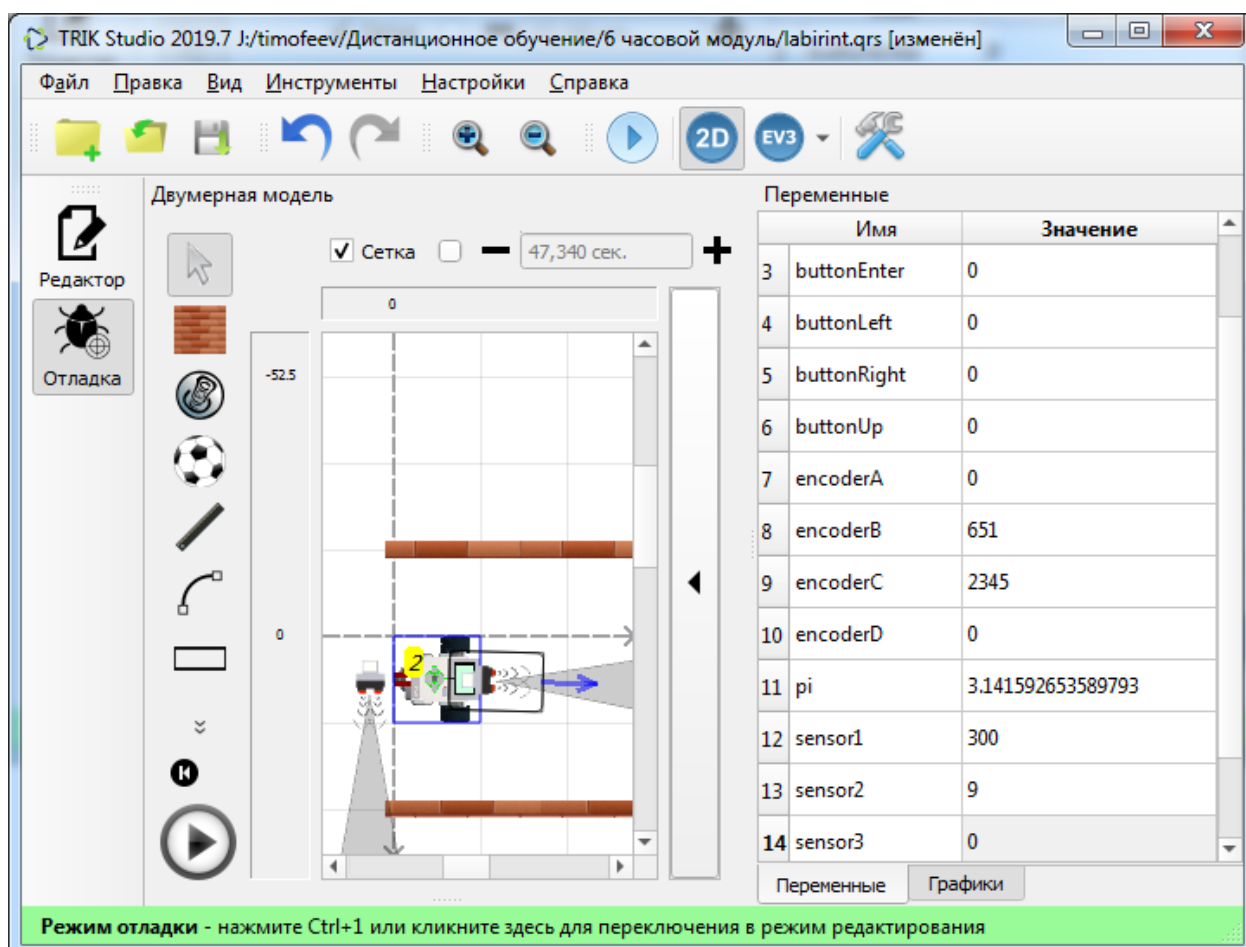 TRIK Studio 2019.7 J:/timofeev/Дистанционное обучение/6 часовой модуль/labirint.qrs [изменён]
Файл Правка Вид Инструменты Настройки Справка
2D EV3
Редактор
Отладка
Двумерная модель
Сетка 47,340 сек.
0
-52.5
0
2
Переменные
Имя Значение
3 buttonEnter 0
4 buttonLeft 0
5 buttonRight 0
6 buttonUp 0
7 encoderA 0
8 encoderB 651
9 encoderC 2345
10 encoderD 0
11 pi 3.141592653589793
12 sensor1 300
13 sensor2 9
14 sensor3 0
Переменные Графики
Режим отладки - нажмите Ctrl+1 или кликните здесь для переключения в режим редактирования